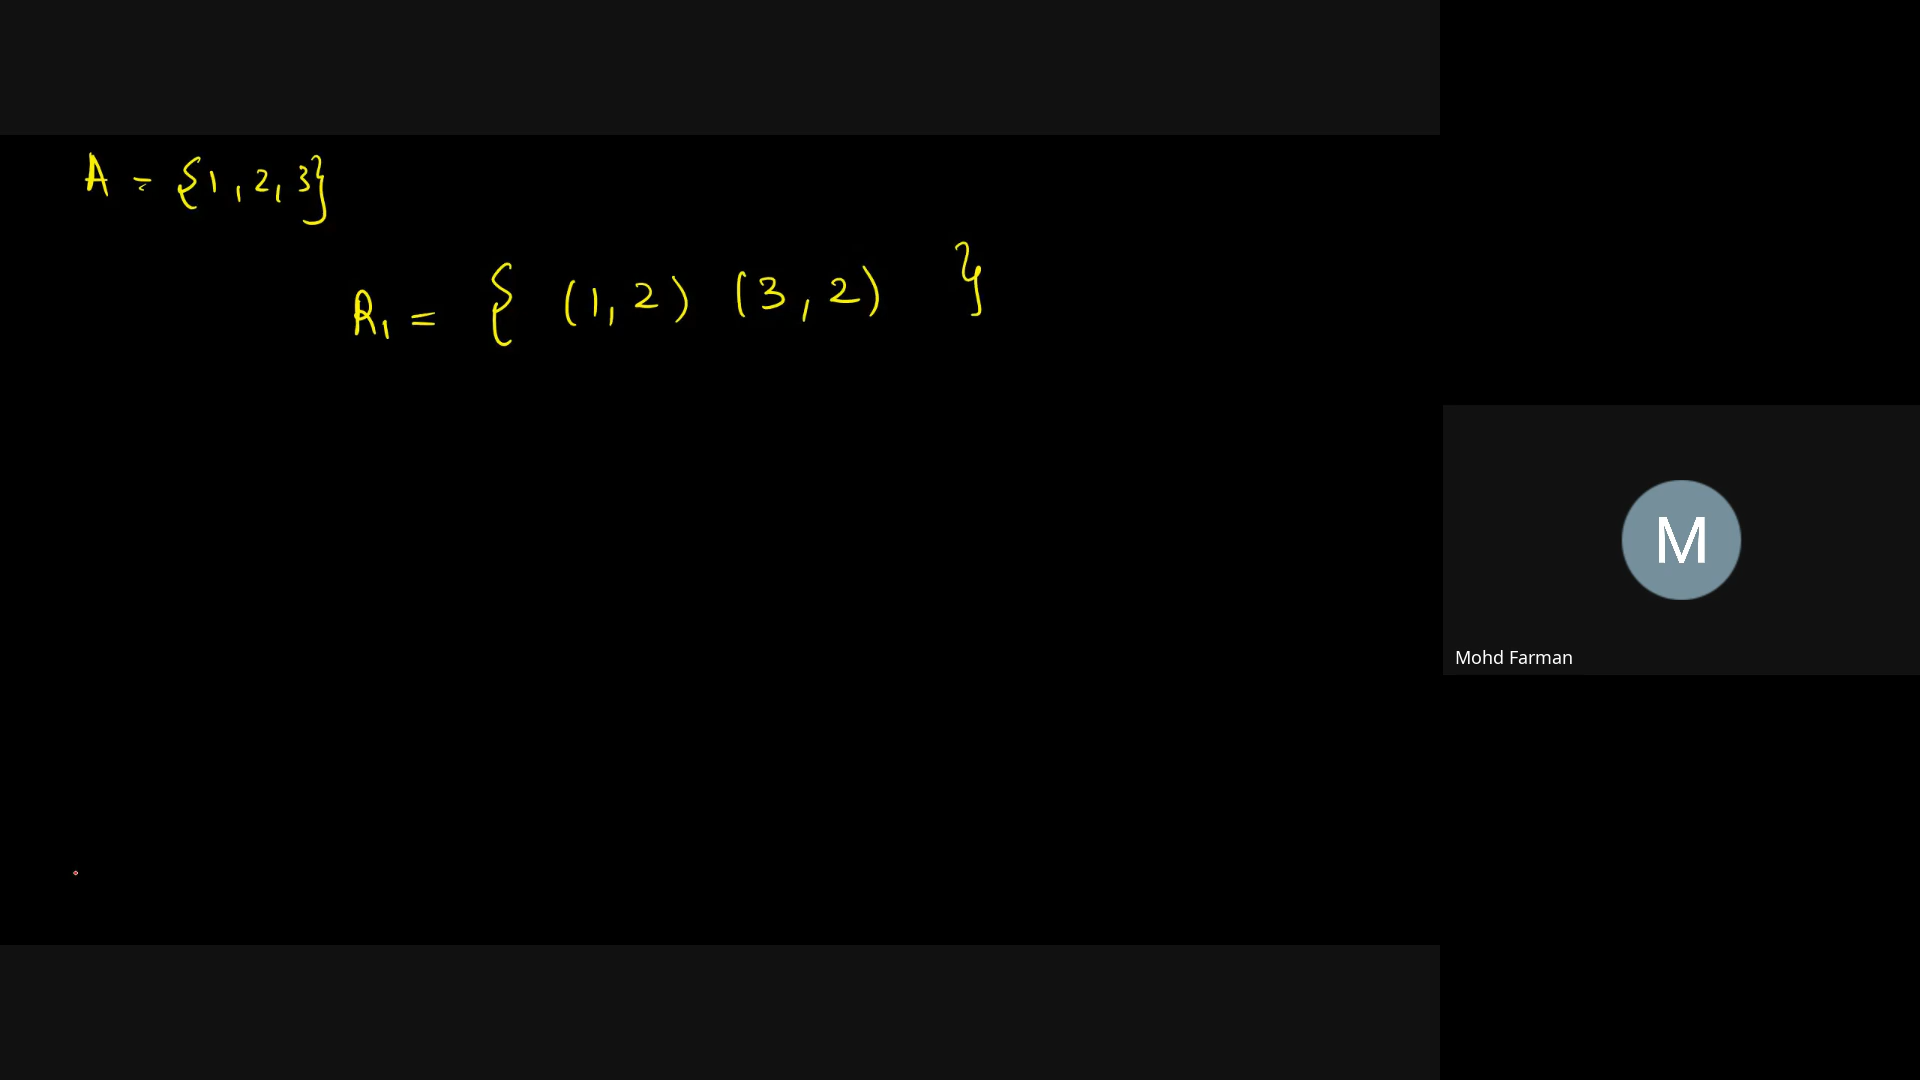 A = {1, 2, 3}
R₁ = { (1, 2) (3, 2) }
M
Mohd Farman